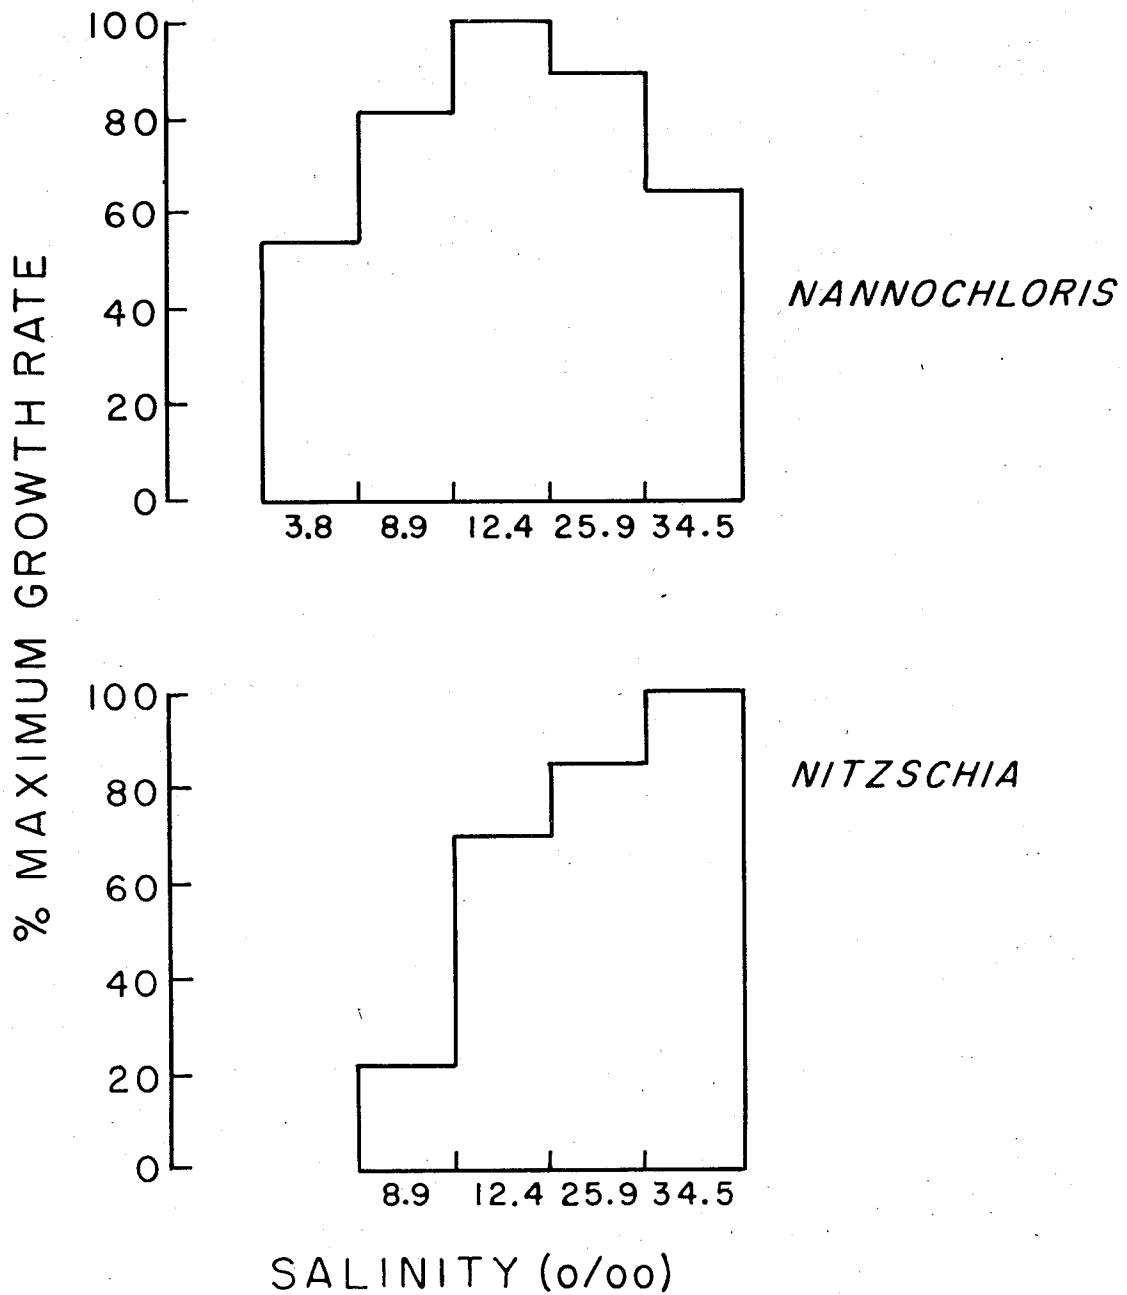 % MAXIMUM GROWTH RATE
100
80
60
40
20
0
3.8 8.9 12.4 25.9 34.5
NANNOCHLORIS
100
80
60
40
20
0
8.9 12.4 25.9 34.5
NITZSCHIA
SALINITY (o/oo)